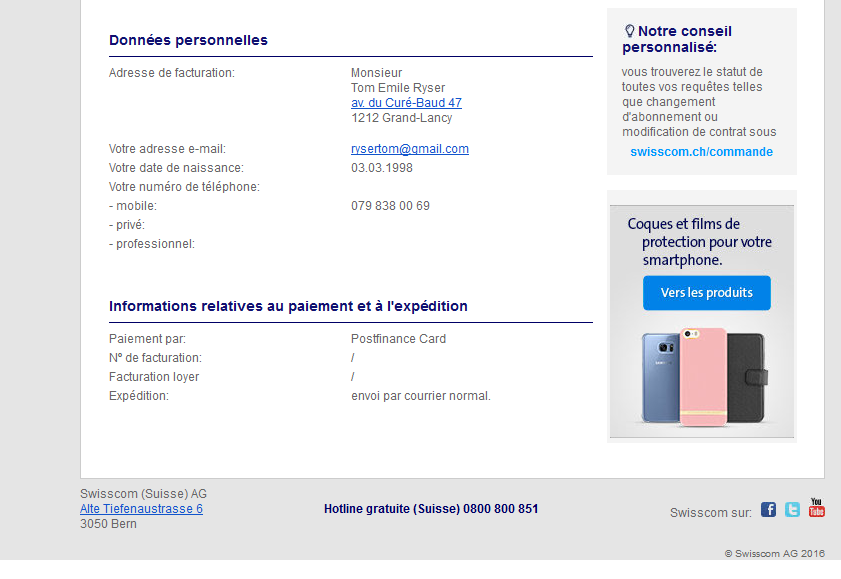 Données personnelles
Adresse de facturation: Monsieur
Tom Emile Ryser
av. du Curé-Baud 47
1212 Grand-Lancy
Votre adresse e-mail: rysertom@gmail.com
Votre date de naissance: 03.03.1998
Votre numéro de téléphone:
- mobile: 079 838 00 69
- privé:
- professionnel:
Informations relatives au paiement et à l'expédition
Paiement par: Postfinance Card
N° de facturation: /
Facturation loyer /
Expédition: envoi par courrier normal.
Notre conseil
personnalisé:
vous trouverez le statut de
toutes vos requêtes telles
que changement
d'abonnement ou
modification de contrat sous
swisscom.ch/commande
Coques et films de
protection pour votre
smartphone.
Vers les produits
Swisscom (Suisse) AG
Alte Tiefenaustrasse 6
3050 Bern
Hotline gratuite (Suisse) 0800 800 851
Swisscom sur:
You
Tube
© Swisscom AG 2016